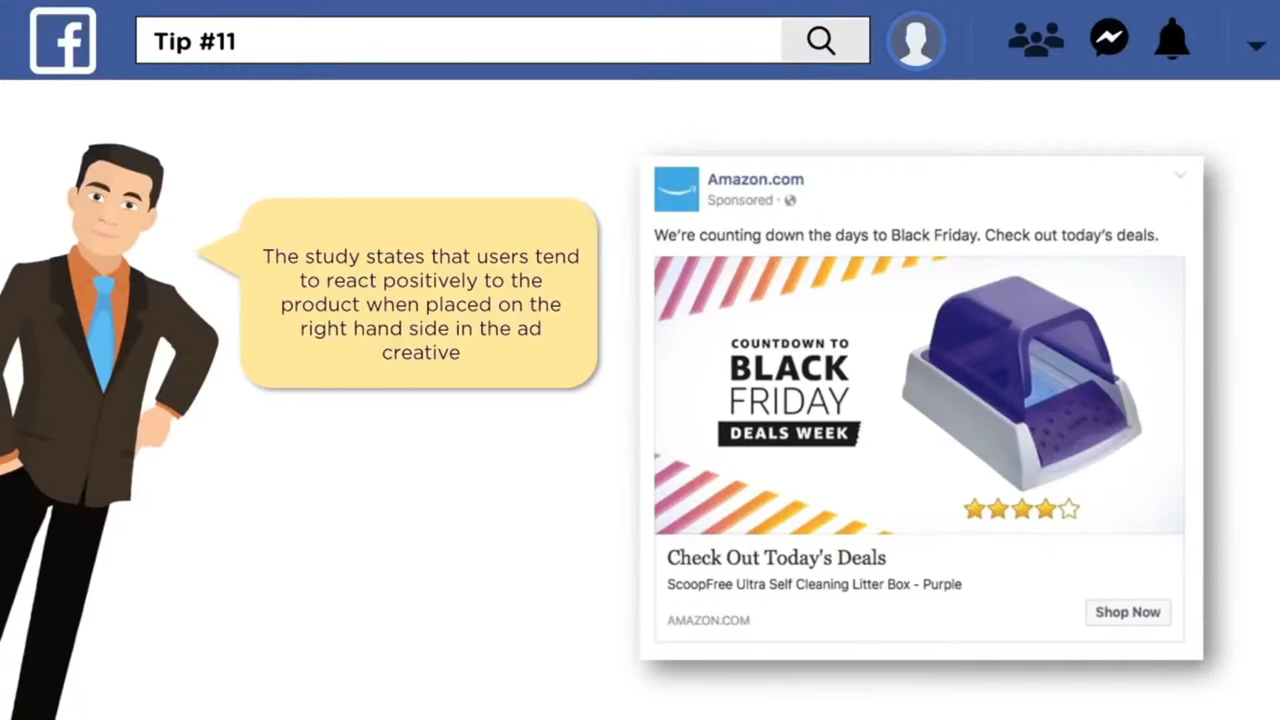 Tip #11
The study states that users tend
to react positively to the
product when placed on the
right hand side in the ad
creative
Amazon.com
Sponsored ·
We're counting down the days to Black Friday. Check out today's deals.
COUNTDOWN TO
BLACK
FRIDAY
DEALS WEEK
Check Out Today's Deals
ScoopFree Ultra Self Cleaning Litter Box - Purple
AMAZON.COM
Shop Now